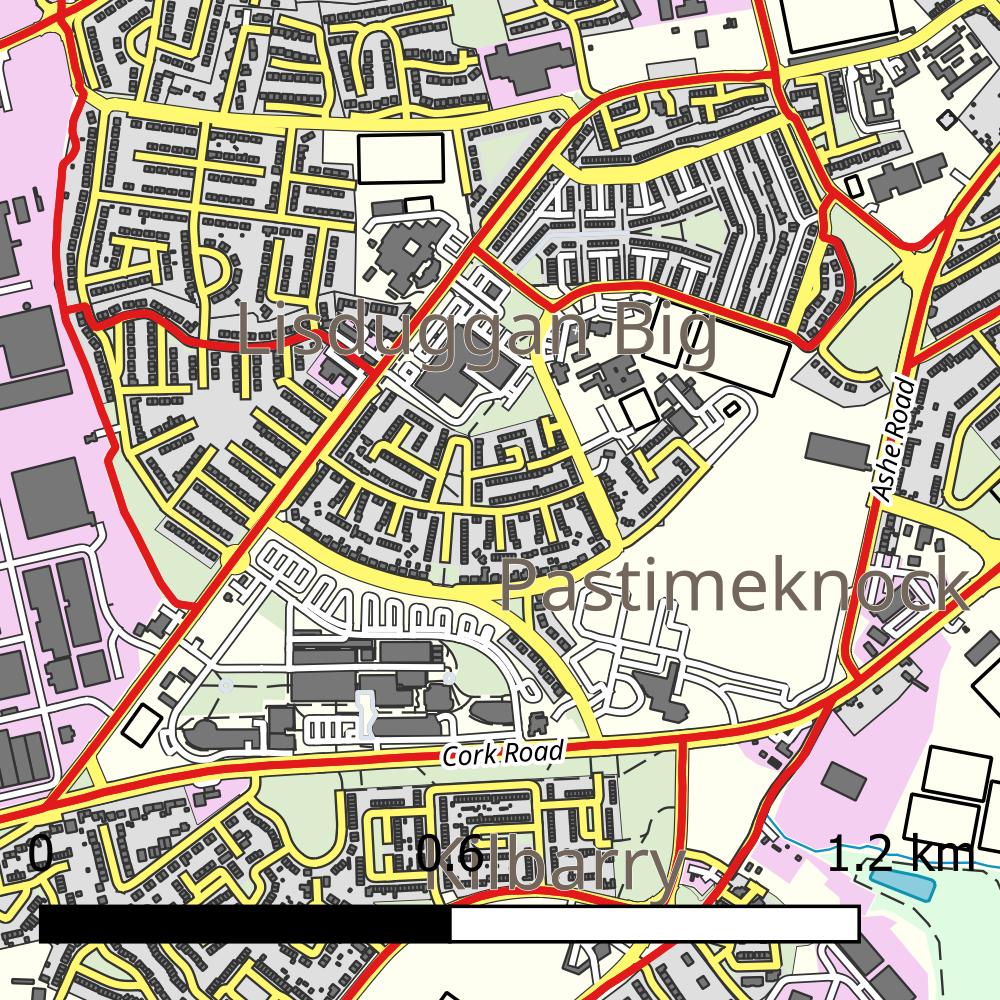 Lisduggan Big
Ashe Road
Pastimeknock
Cork Road
Kilbarry
0 0.6 1.2 km